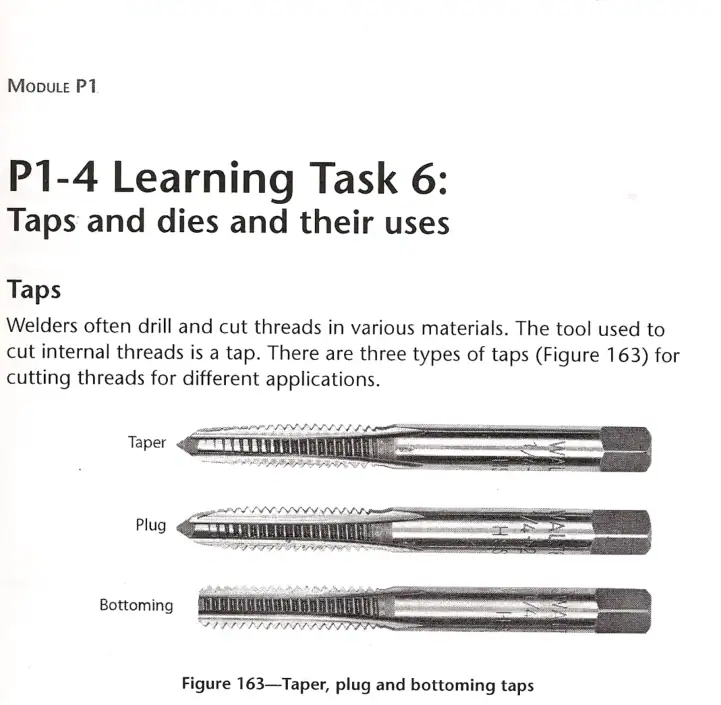 MODULE P1
P1-4 Learning Task 6:
Taps and dies and their uses
Taps
Welders often drill and cut threads in various materials. The tool used to
cut internal threads is a tap. There are three types of taps (Figure 163) for
cutting threads for different applications.
Taper
Plug
Bottoming
Figure 163—Taper, plug and bottoming taps